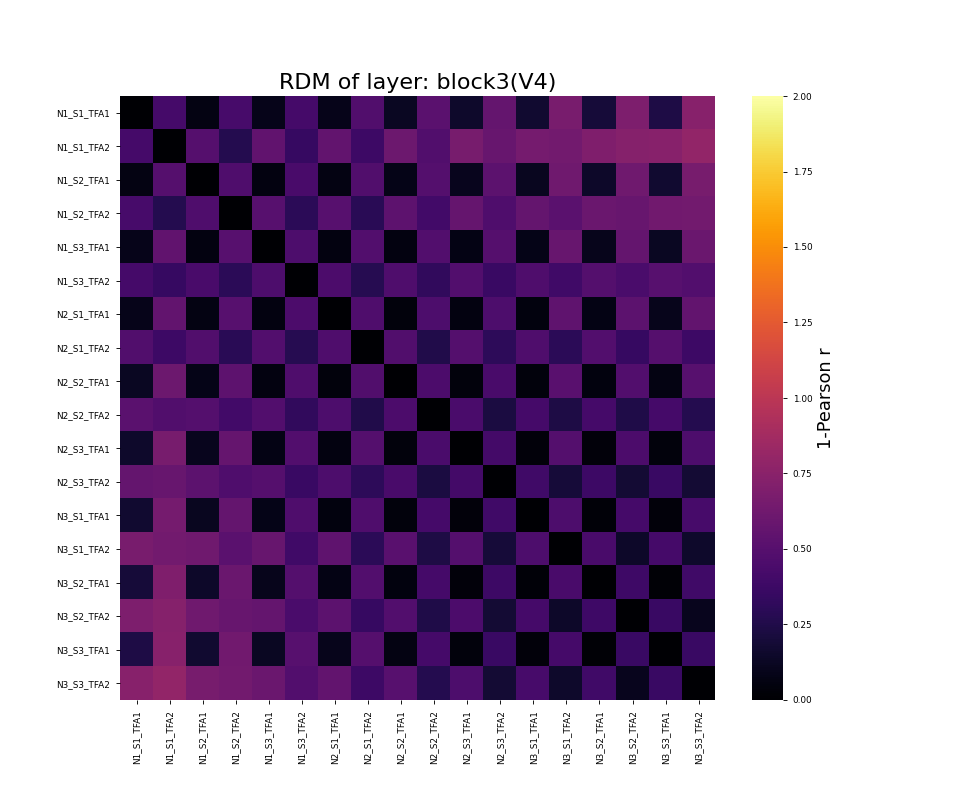 RDM of layer: block3(V4)
N1_S1_TFA1
N1_S1_TFA2
N1_S2_TFA1
N1_S2_TFA2
N1_S3_TFA1
N1_S3_TFA2
N2_S1_TFA1
N2_S1_TFA2
N2_S2_TFA1
N2_S2_TFA2
N2_S3_TFA1
N2_S3_TFA2
N3_S1_TFA1
N3_S1_TFA2
N3_S2_TFA1
N3_S2_TFA2
N3_S3_TFA1
N3_S3_TFA2
N1_S1_TFA1
N1_S1_TFA2
N1_S2_TFA1
N1_S2_TFA2
N1_S3_TFA1
N1_S3_TFA2
N2_S1_TFA1
N2_S1_TFA2
N2_S2_TFA1
N2_S2_TFA2
N2_S3_TFA1
N2_S3_TFA2
N3_S1_TFA1
N3_S1_TFA2
N3_S2_TFA1
N3_S2_TFA2
N3_S3_TFA1
N3_S3_TFA2
2.00
1.75
1.50
1.25
1.00
0.75
0.50
0.25
0.00
1-Pearson r